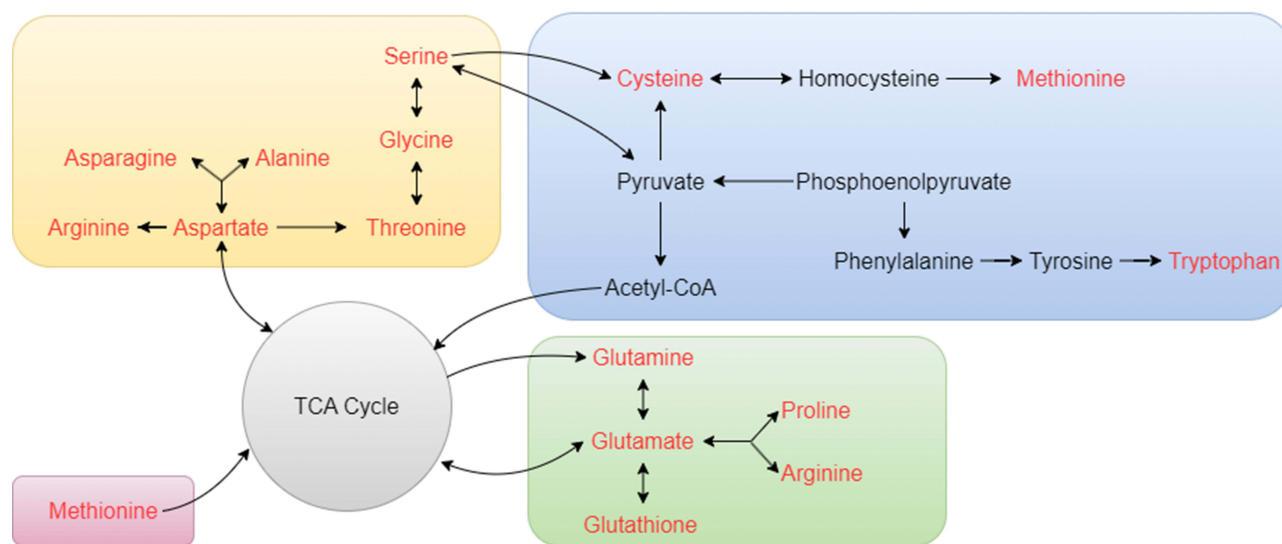 Serine
Glycine
Asparagine
Alanine
Arginine
Aspartate
Threonine
Cysteine
Homocysteine
Methionine
Pyruvate
Phosphoenolpyruvate
Phenylalanine
Tyrosine
Tryptophan
Acetyl-CoA
TCA Cycle
Glutamine
Glutamate
Proline
Arginine
Glutathione
Methionine